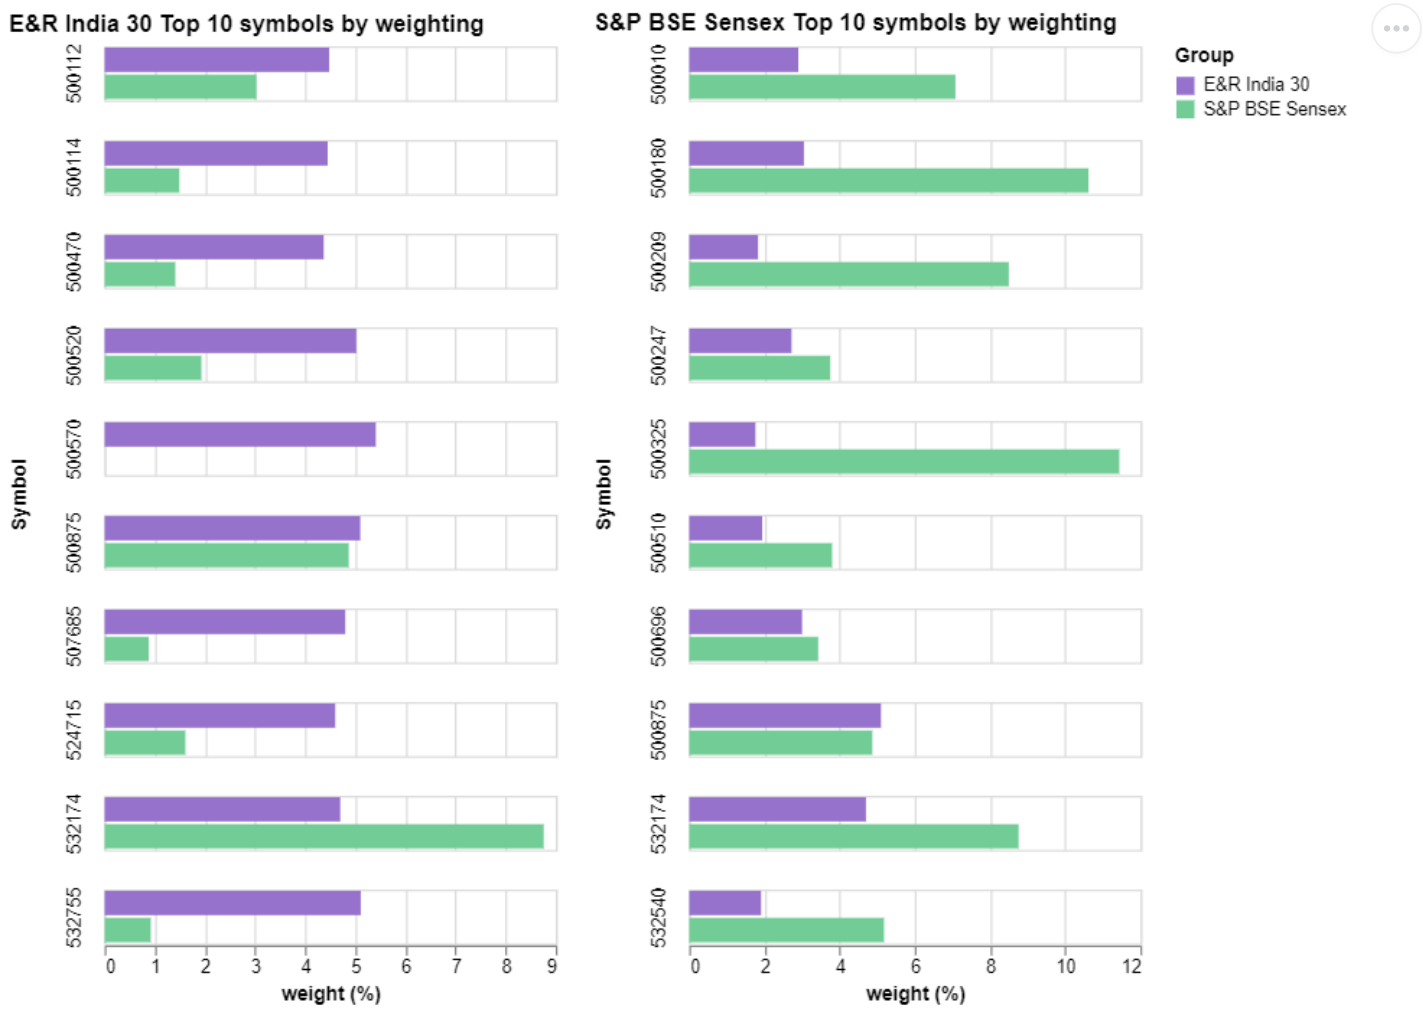 E&R India 30 Top 10 symbols by weighting
Symbol
500112
500114
500470
500520
500570
500875
507685
524715
532174
532755
0 1 2 3 4 5 6 7 8 9
weight (%)
S&P BSE Sensex Top 10 symbols by weighting
Symbol
500010
500180
500209
500247
500325
500510
500696
500875
532174
532540
0 2 4 6 8 10 12
weight (%)
Group
E&R India 30
S&P BSE Sensex